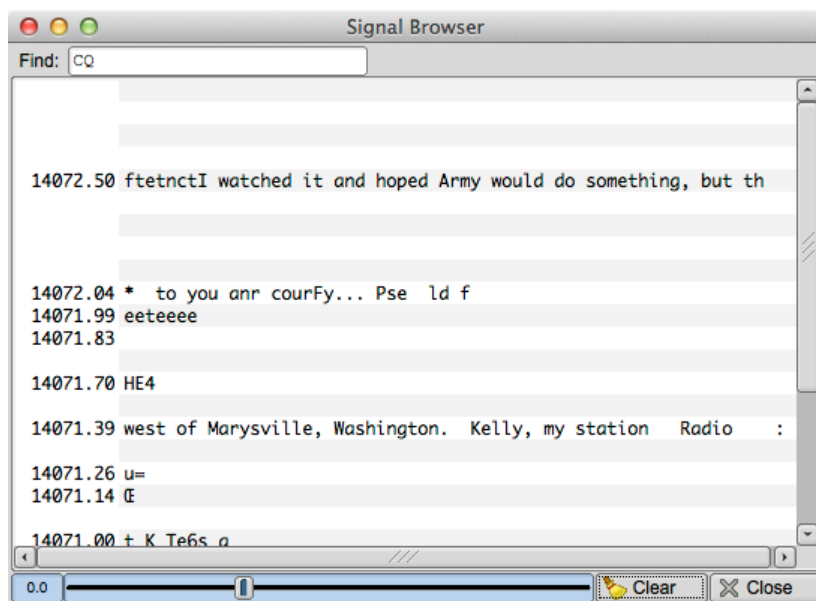 Signal Browser
Find: CQ
14072.50 ftetnctI watched it and hoped Army would do something, but th
14072.04 *  to you anr courFy... Pse  ld f
14071.99 eeteeee
14071.83
14071.70 HE4
14071.39 west of Marysville, Washington.  Kelly, my station   Radio   :
14071.26 u=
14071.14 Œ
14071.00 t K Te6s a
0.0 Clear Close